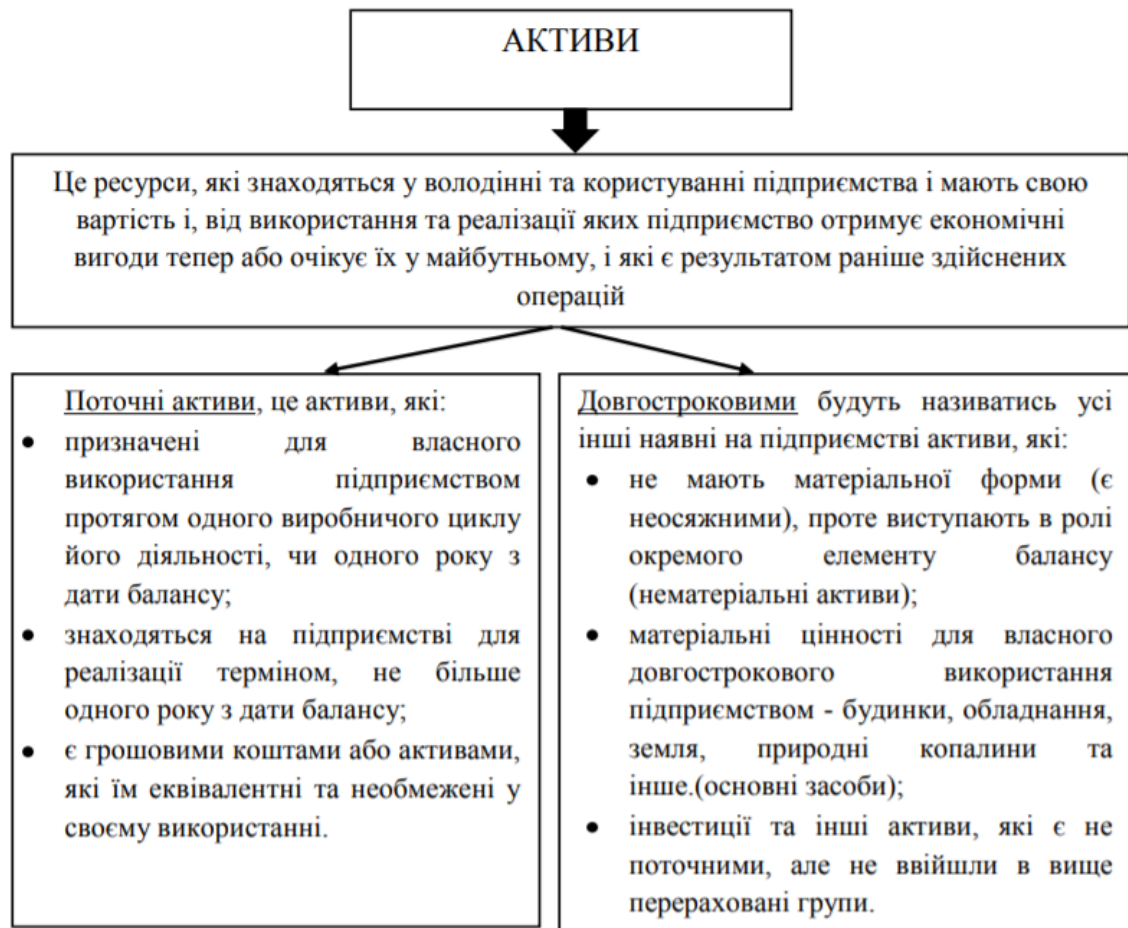 АКТИВИ
Це ресурси, які знаходяться у володінні та користуванні підприємства і мають свою
вартість і, від використання та реалізації яких підприємство отримує економічні
вигоди тепер або очікує їх у майбутньому, і які є результатом раніше здійснених
операцій
Поточні активи, це активи, які:
● призначені для власного
використання підприємством
протягом одного виробничого циклу
його діяльності, чи одного року з
дати балансу;
● знаходяться на підприємстві для
реалізації терміном, не більше
одного року з дати балансу;
● є грошовими коштами або активами,
які їм еквівалентні та необмежені у
своєму використанні.
Довгостроковими будуть називатись усі
інші наявні на підприємстві активи, які:
● не мають матеріальної форми (є
неосяжними), проте виступають в ролі
окремого елементу балансу
(нематеріальні активи);
● матеріальні цінності для власного
довгострокового використання
підприємством - будинки, обладнання,
земля, природні копалини та
інше.(основні засоби);
● інвестиції та інші активи, які є не
поточними, але не ввійшли в вище
перераховані групи.